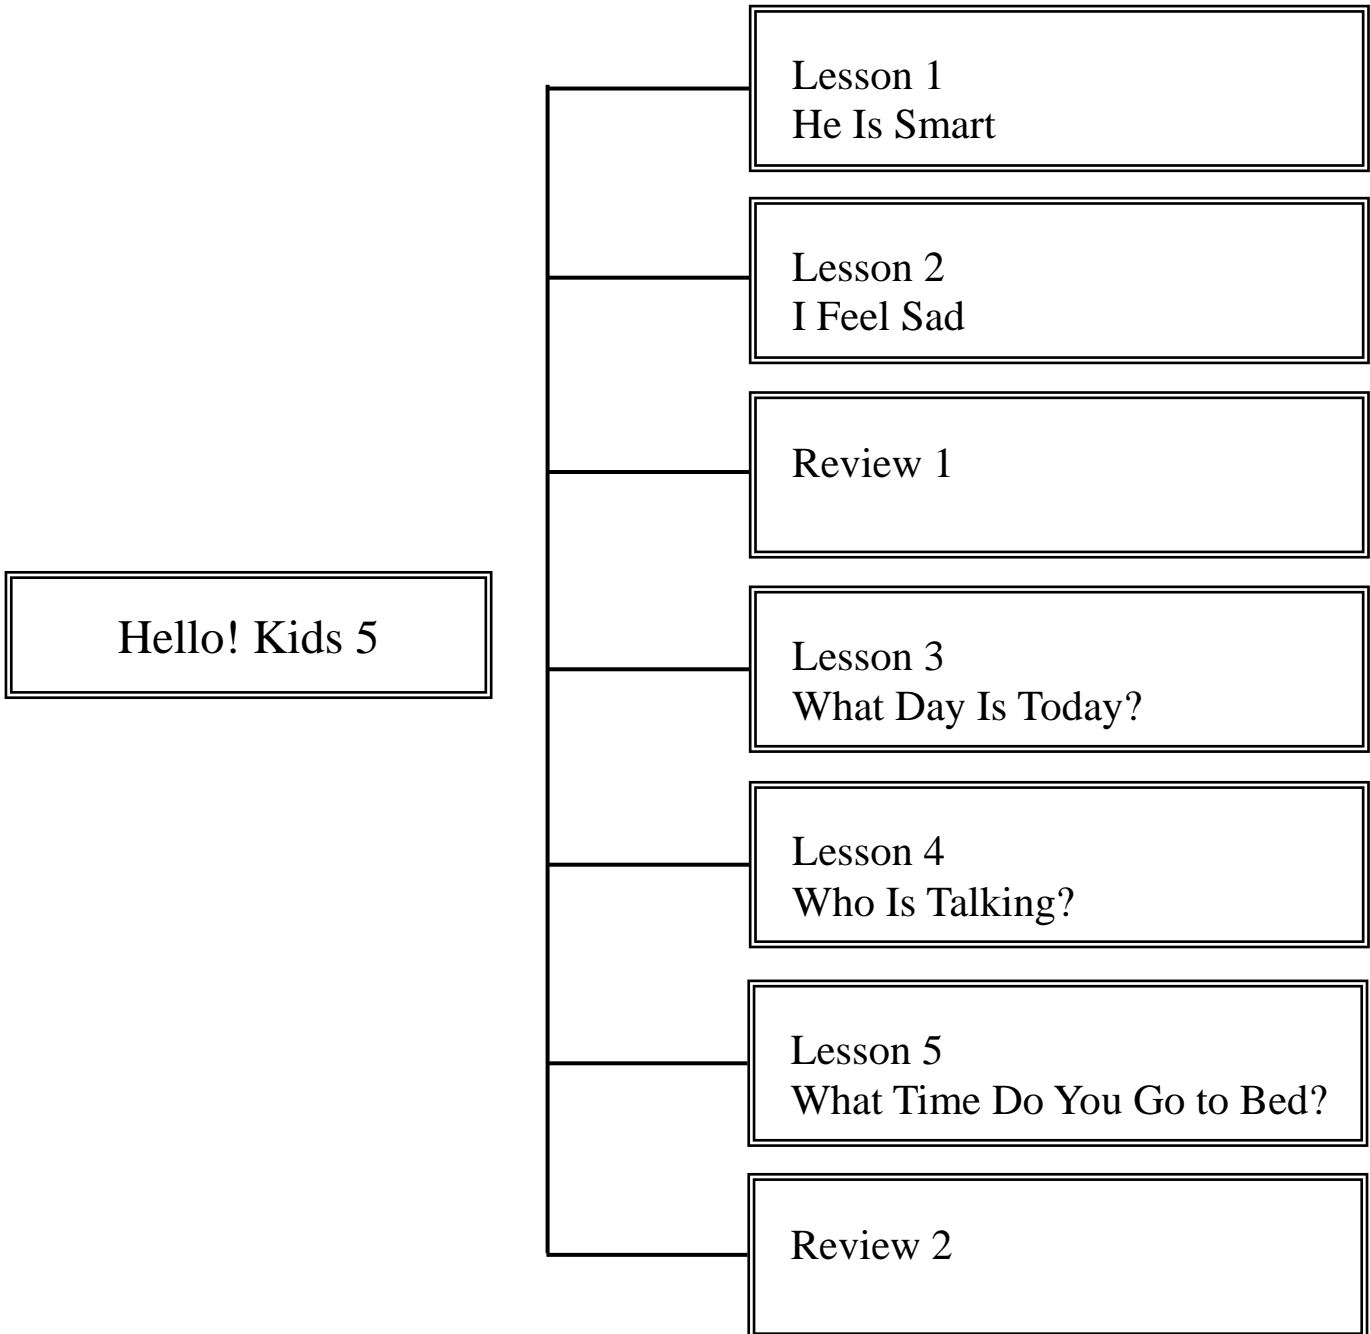 Hello! Kids 5
Lesson 1
He Is Smart
Lesson 2
I Feel Sad
Review 1
Lesson 3
What Day Is Today?
Lesson 4
Who Is Talking?
Lesson 5
What Time Do You Go to Bed?
Review 2